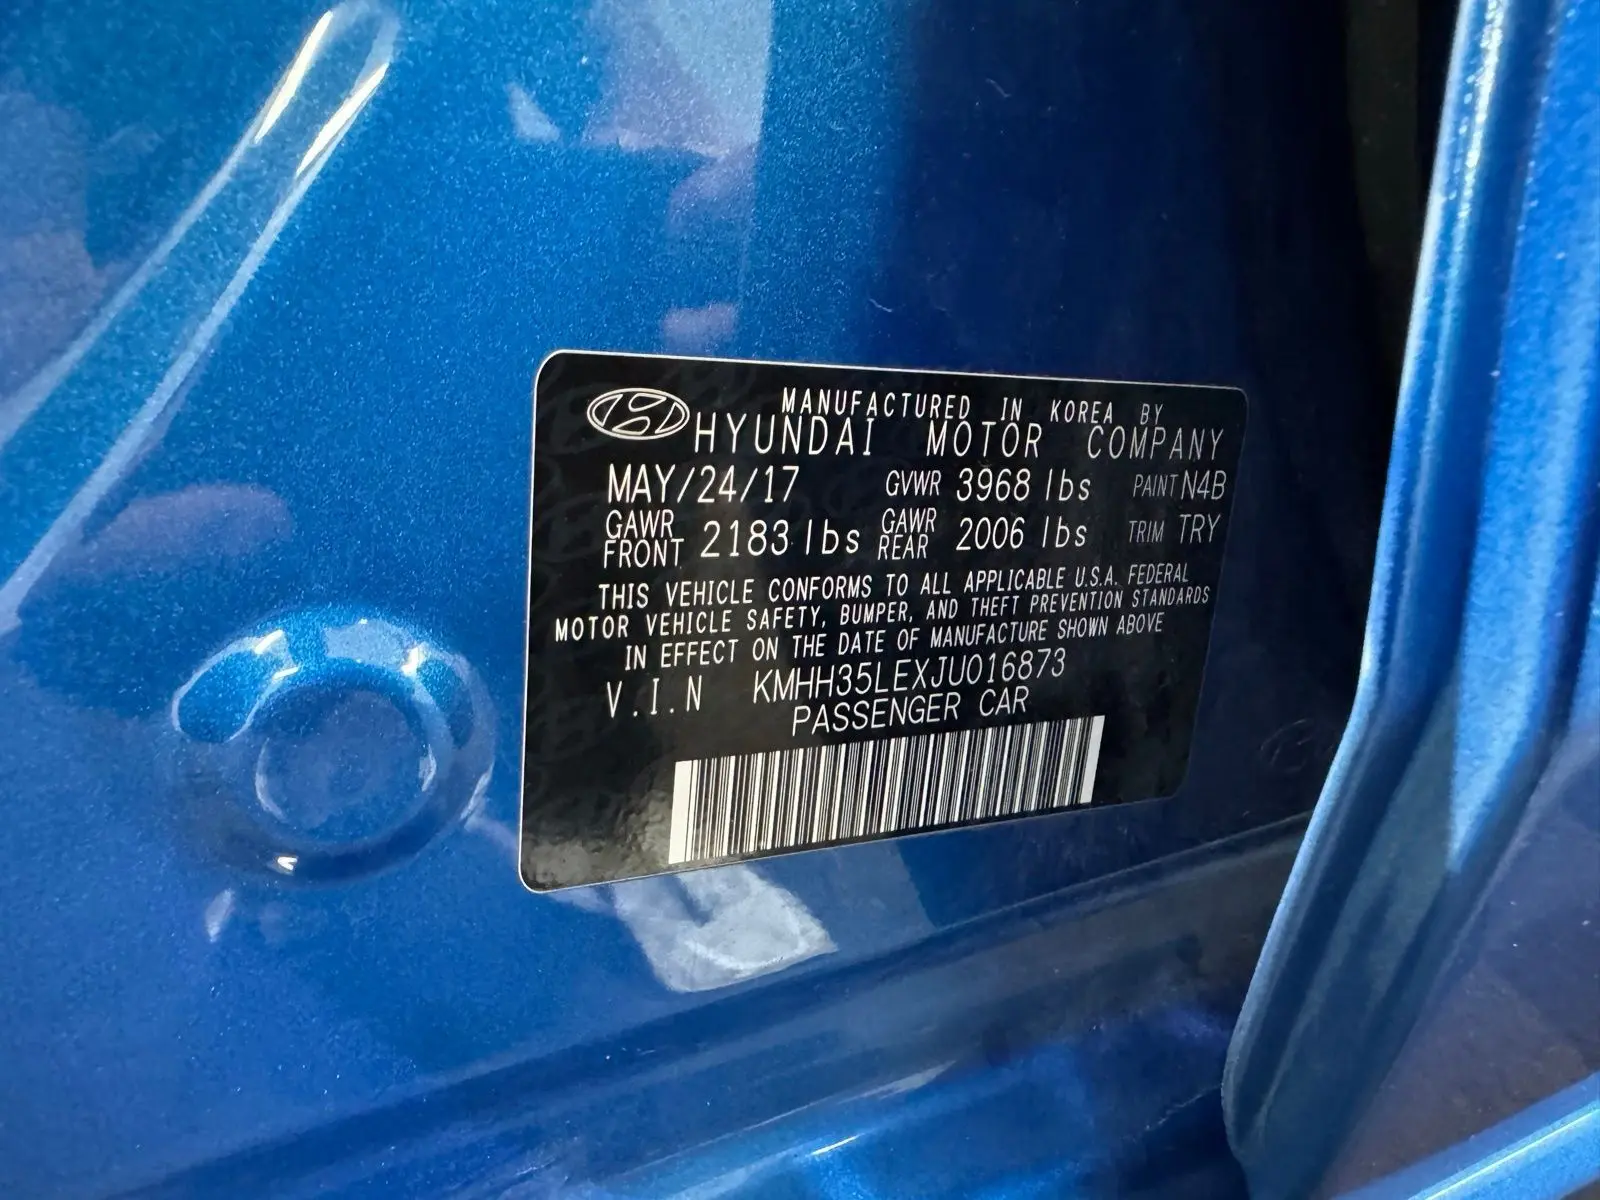 MANUFACTURED IN KOREA BY
HYUNDAI MOTOR COMPANY
MAY/24/17 GVWR 3968 lbs PAINT N4B
GAWR FRONT 2183 lbs GAWR REAR 2006 lbs TRIM TRY
THIS VEHICLE CONFORMS TO ALL APPLICABLE U.S.A. FEDERAL
MOTOR VEHICLE SAFETY, BUMPER, AND THEFT PREVENTION STANDARDS
IN EFFECT ON THE DATE OF MANUFACTURE SHOWN ABOVE
V.I.N KMHH35LEXJU016873
PASSENGER CAR